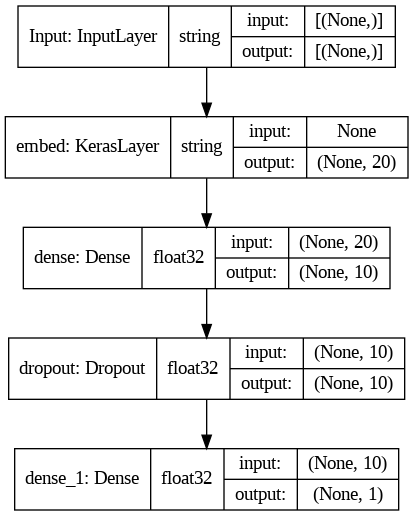 Input: InputLayer string input: [(None,)]
output: [(None,)]
embed: KerasLayer string input: None
output: (None, 20)
dense: Dense float32 input: (None, 20)
output: (None, 10)
dropout: Dropout float32 input: (None, 10)
output: (None, 10)
dense_1: Dense float32 input: (None, 10)
output: (None, 1)